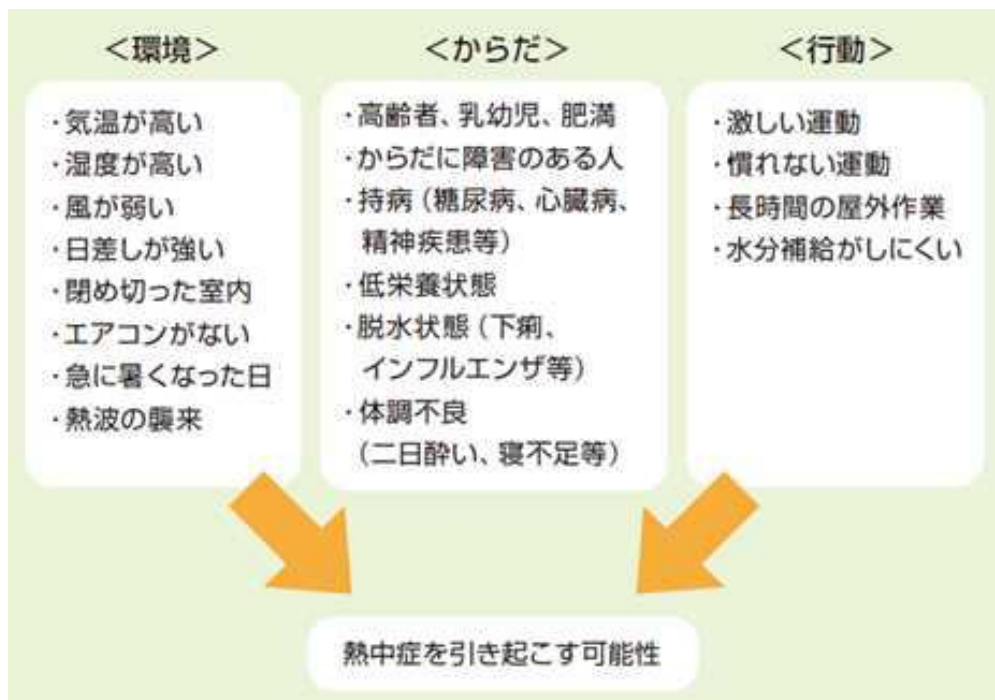 ＜環境＞
・気温が高い
・湿度が高い
・風が弱い
・日差しが強い
・閉め切った室内
・エアコンがない
・急に暑くなった日
・熱波の襲来
＜からだ＞
・高齢者、乳幼児、肥満
・からだに障害のある人
・持病（糖尿病、心臓病、
精神疾患等）
・低栄養状態
・脱水状態（下痢、
インフルエンザ等）
・体調不良
（二日酔い、寝不足等）
＜行動＞
・激しい運動
・慣れない運動
・長時間の屋外作業
・水分補給がしにくい
熱中症を引き起こす可能性